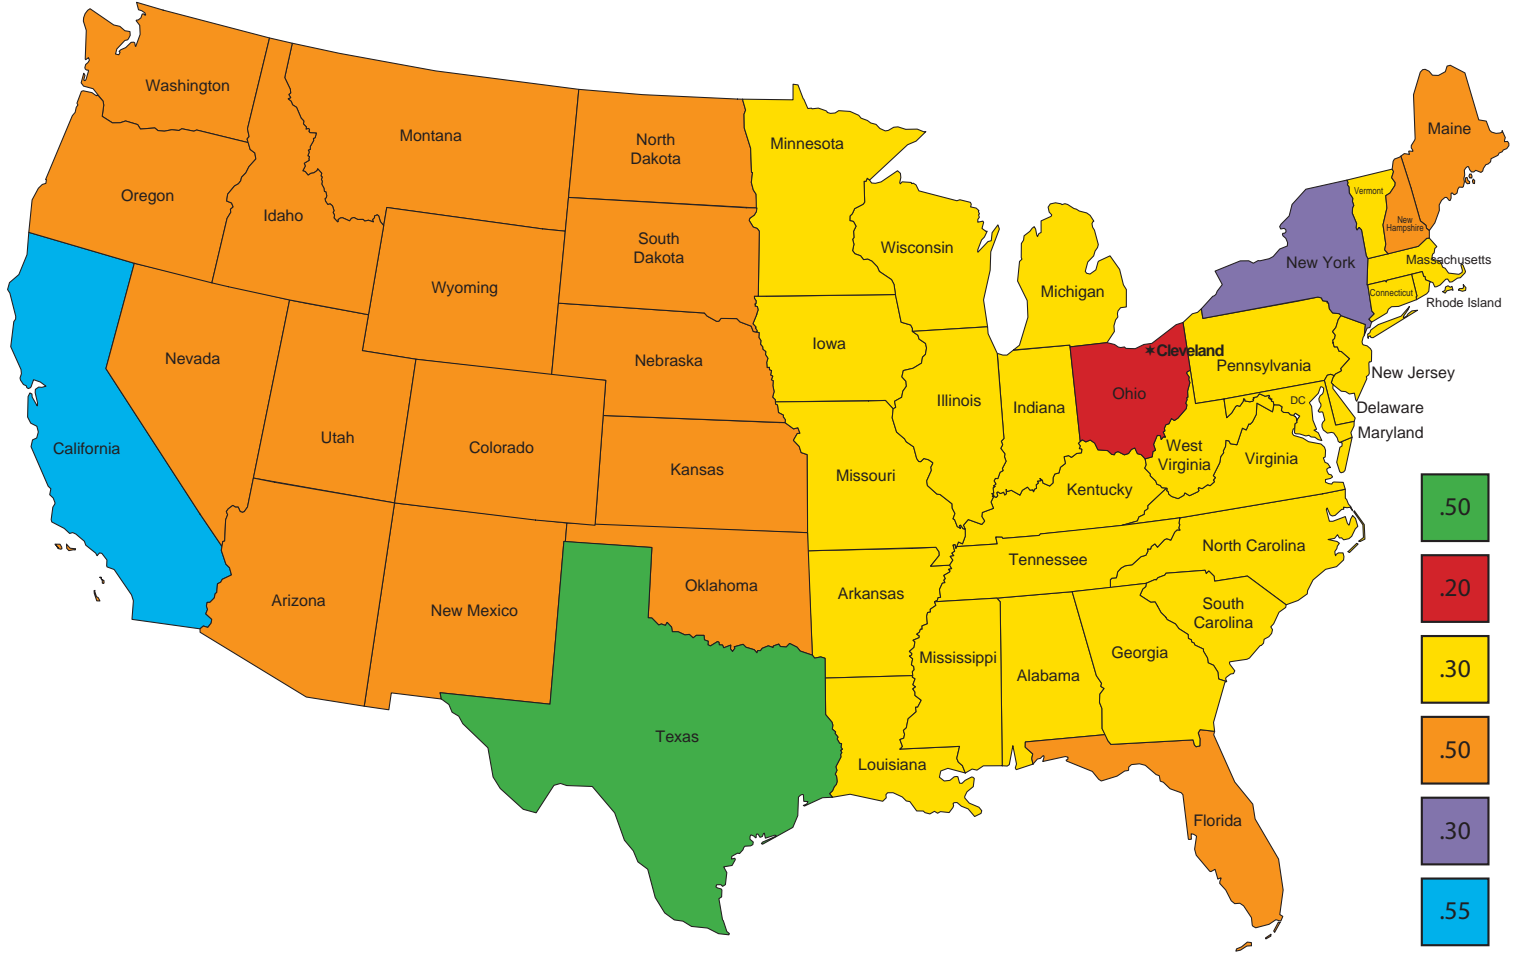 Washington
Montana
North
Dakota
Minnesota
Maine
Oregon
Idaho
South
Dakota
Wisconsin
Vermont
New
Hampshire
Wyoming
Michigan
New York
Massachusetts
Connecticut
Rhode Island
Nevada
Nebraska
Iowa
*Cleveland
Pennsylvania
New Jersey
Illinois
Indiana
Ohio
DC
Delaware
Maryland
California
Utah
Colorado
Kansas
Missouri
Kentucky
West
Virginia
Virginia
Arizona
New Mexico
Oklahoma
Arkansas
Tennessee
North Carolina
South
Carolina
Texas
Louisiana
Mississippi
Alabama
Georgia
Florida
.50
.20
.30
.50
.30
.55